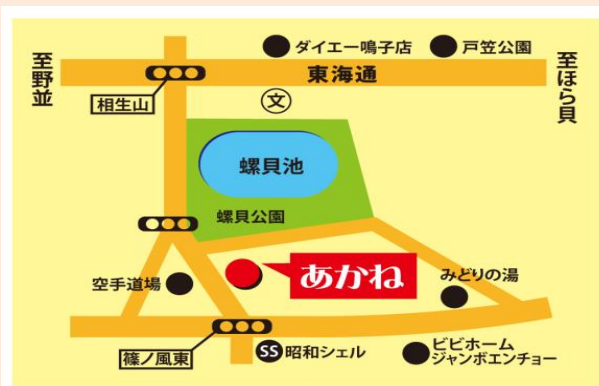 ダイエー鳴子店
戸笠公園
至野並
東海通
至ほら貝
相生山
文
螺貝池
螺貝公園
あかね
空手道場
みどりの湯
篠ノ風東
SS 昭和シェル
ビビホーム
ジャンボエンチョー